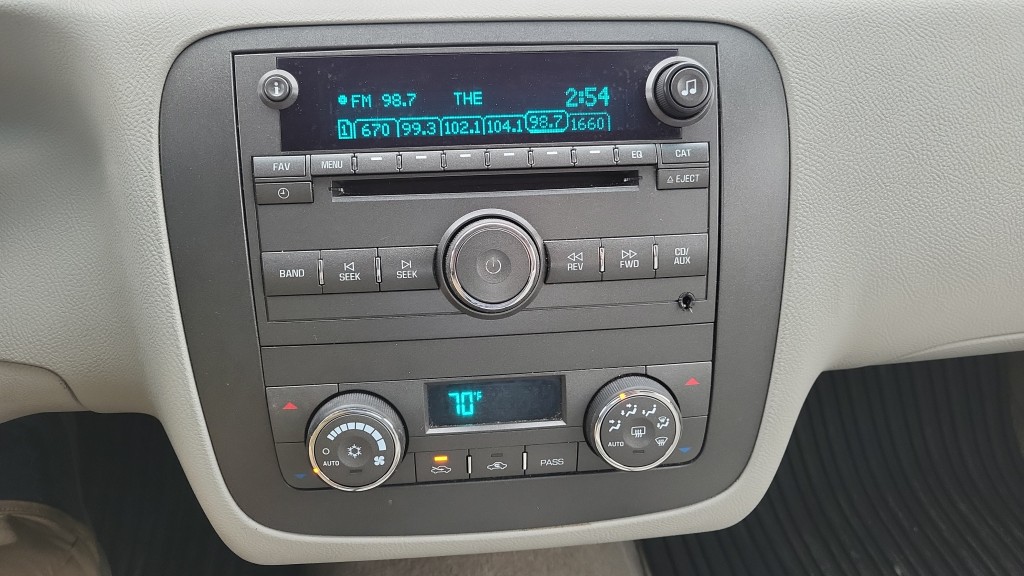 i
FM 98.7 THE 2:54
1 670 99.3 102.1 104.1 98.7 1660
FAV MENU EQ CAT
EJECT
BAND SEEK SEEK REV FWD CD/
AUX
70°F
AUTO
AUTO
PASS